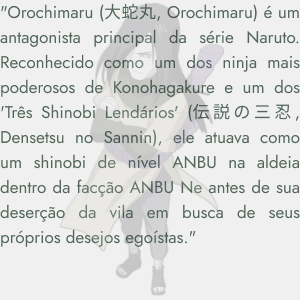 "Orochimaru (大蛇丸, Orochimaru) é um
antagonista principal da série Naruto.
Reconhecido como um dos ninja mais
poderosos de Konohagakure e um dos
'Três Shinobi Lendários' (伝説の三忍,
Densetsu no Sannin), ele atuava como
um shinobi de nível ANBU na aldeia
dentro da facção ANBU Ne antes de sua
deserção da vila em busca de seus
próprios desejos egoístas."